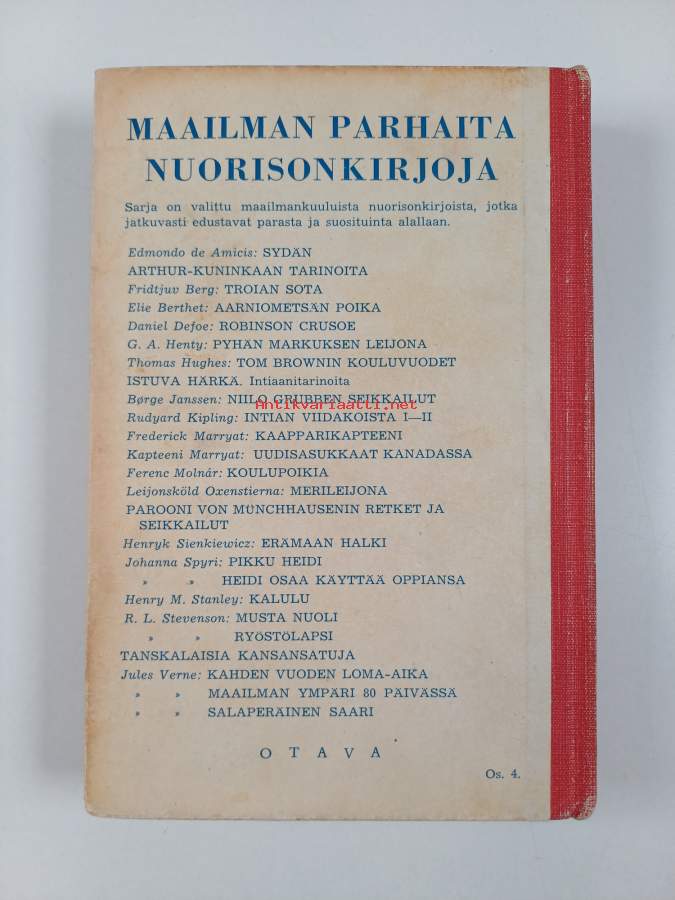 MAAILMAN PARHAITA
NUORISONKIRJOJA
Sarja on valittu maailmankuuluista nuorisonkirjoista, jotka
jatkuvasti edustavat parasta ja suosituinta alallaan.
Edmondo de Amicis: SYDÄN
ARTHUR-KUNINKAAN TARINOITA
Fridtjuv Berg: TROIAN SOTA
Elie Berthet: AARNIOMETSÄN POIKA
Daniel Defoe: ROBINSON CRUSOE
G. A. Henty: PYHÄN MARKUKSEN LEIJONA
Thomas Hughes: TOM BROWNIN KOULUVUODET
ISTUVA HÄRKÄ. Intiaanitarinoita
Børge Janssen: NIILO GRUBBEN SEIKKAILUT
Antikvariaatti.net
Rudyard Kipling: INTIAN VIIDAKOISTA I—II
Frederick Marryat: KAAPPARIKAPTEENI
Kapteeni Marryat: UUDISASUKKAAT KANADASSA
Ferenc Molnár: KOULUPOIKIA
Leijonsköld Oxenstierna: MERILEIJONA
PAROONI VON MÜNCHHAUSENIN RETKET JA
SEIKKAILUT
Henryk Sienkiewicz: ERÄMAAN HALKI
Johanna Spyri: PIKKU HEIDI
» » HEIDI OSAA KÄYTTÄÄ OPPIANSA
Henry M. Stanley: KALULU
R. L. Stevenson: MUSTA NUOLI
» » RYÖSTÖLAPSI
TANSKALAISIA KANSANSATUJA
Jules Verne: KAHDEN VUODEN LOMA-AIKA
» » MAAILMAN YMPÄRI 80 PÄIVÄSSÄ
» » SALAPERÄINEN SAARI
OTAVA
Os. 4.